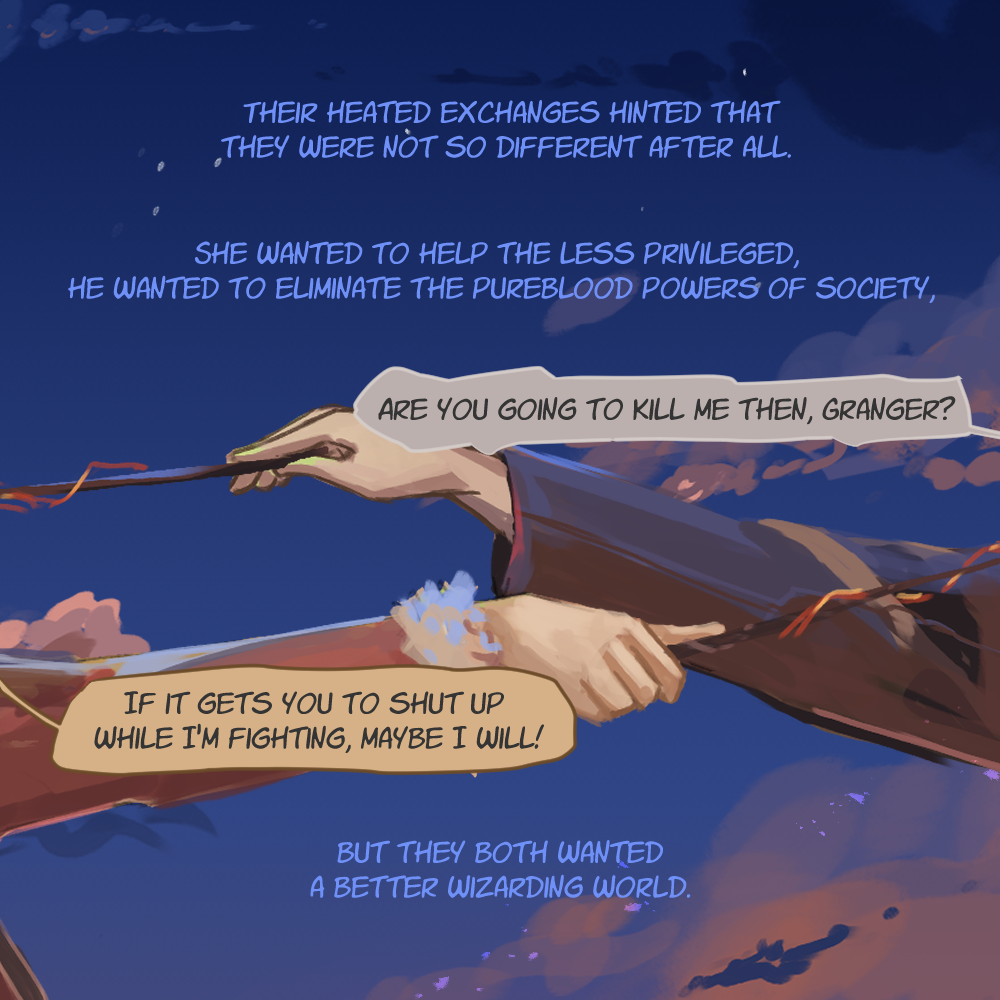 THEIR HEATED EXCHANGES HINTED THAT
THEY WERE NOT SO DIFFERENT AFTER ALL.
SHE WANTED TO HELP THE LESS PRIVILEGED,
HE WANTED TO ELIMINATE THE PUREBLOOD POWERS OF SOCIETY,
ARE YOU GOING TO KILL ME THEN, GRANGER?
IF IT GETS YOU TO SHUT UP
WHILE I'M FIGHTING, MAYBE I WILL!
BUT THEY BOTH WANTED
A BETTER WIZARDING WORLD.